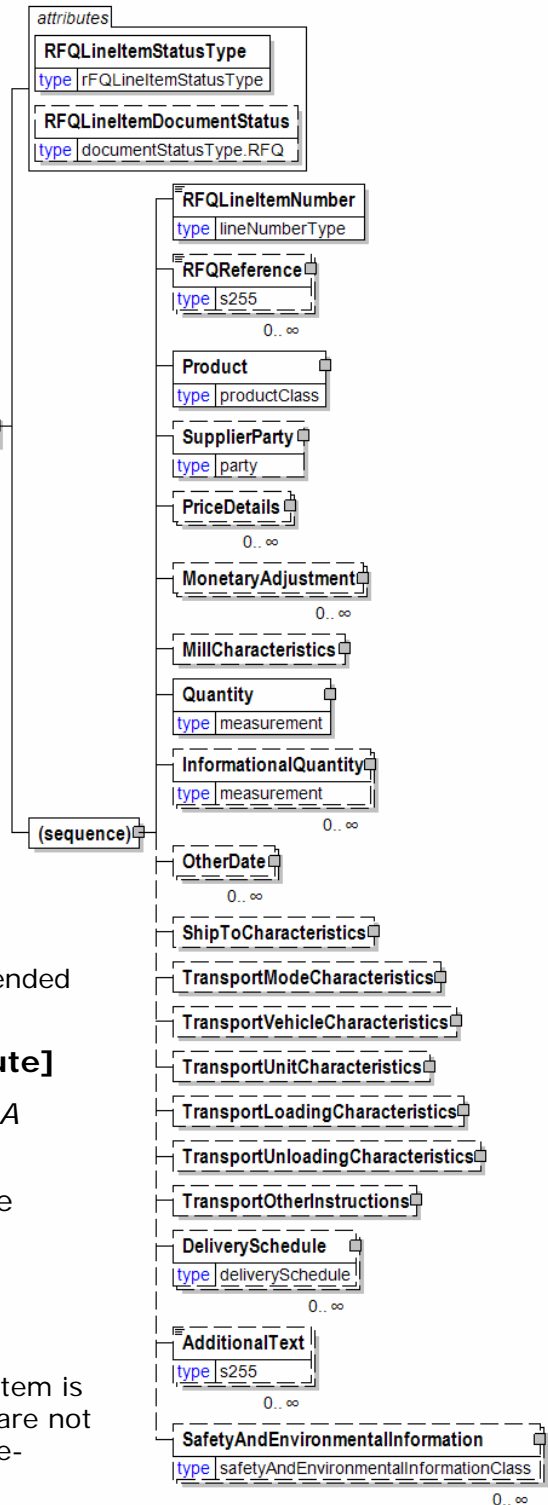 attributes
RFQLineItemStatusType
type rFQLineItemStatusType
RFQLineItemDocumentStatus
type documentStatusType.RFQ
RFQLineItemNumber
type lineNumberType
RFQReference
type s255
0.. ∞
Product
type productClass
SupplierParty
type party
PriceDetails
0.. ∞
MonetaryAdjustment
0.. ∞
MillCharacteristics
Quantity
type measurement
InformationalQuantity
type measurement
0.. ∞
(sequence)
OtherDate
0.. ∞
ShipToCharacteristics
ended
TransportModeCharacteristics
TransportVehicleCharacteristics
ute]
TransportUnitCharacteristics
A
TransportLoadingCharacteristics
TransportUnloadingCharacteristics
e
TransportOtherInstructions
DeliverySchedule
type deliverySchedule
0.. ∞
AdditionalText
type s255
0.. ∞
tem is
are not
e-
SafetyAndEnvironmentalInformation
type safetyAndEnvironmentalInformationClass
0.. ∞